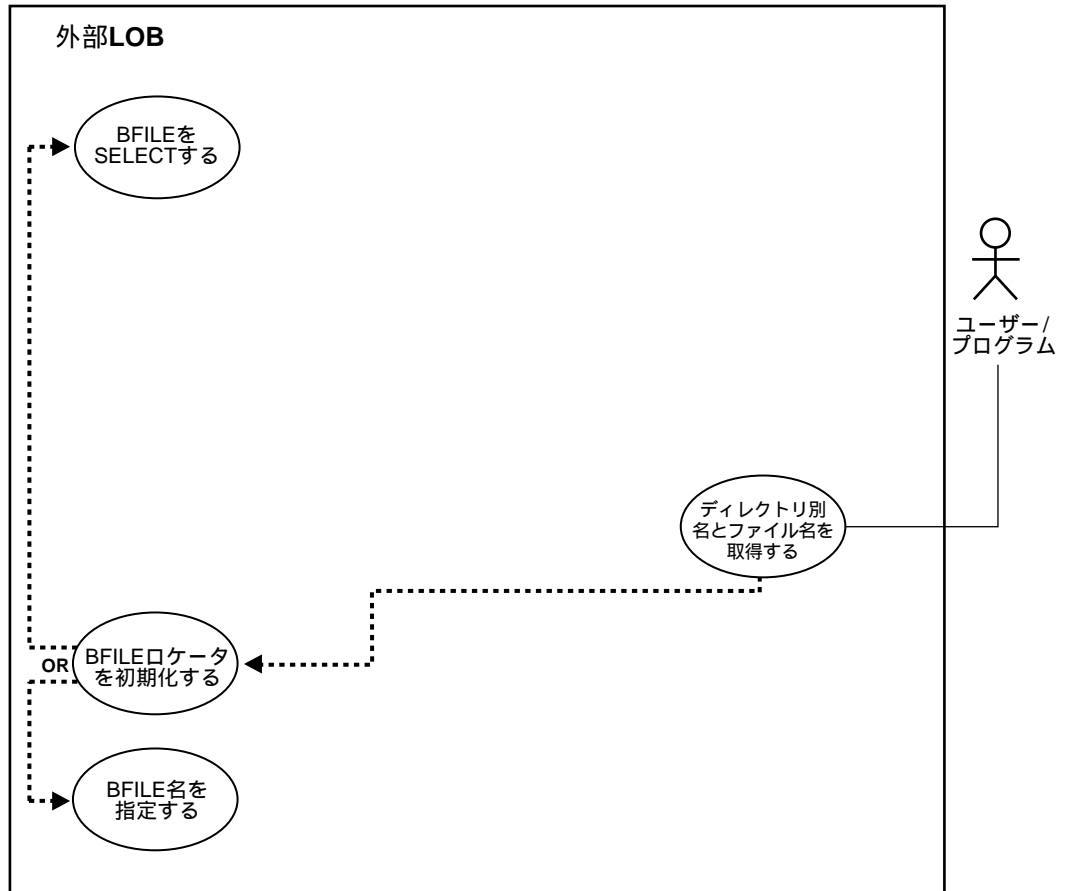 外部LOB
BFILEを
SELECTする
ユーザー/
プログラム
ディレクトリ別
名とファイル名を
取得する
OR
BFILEロケータ
を初期化する
BFILE名を
指定する